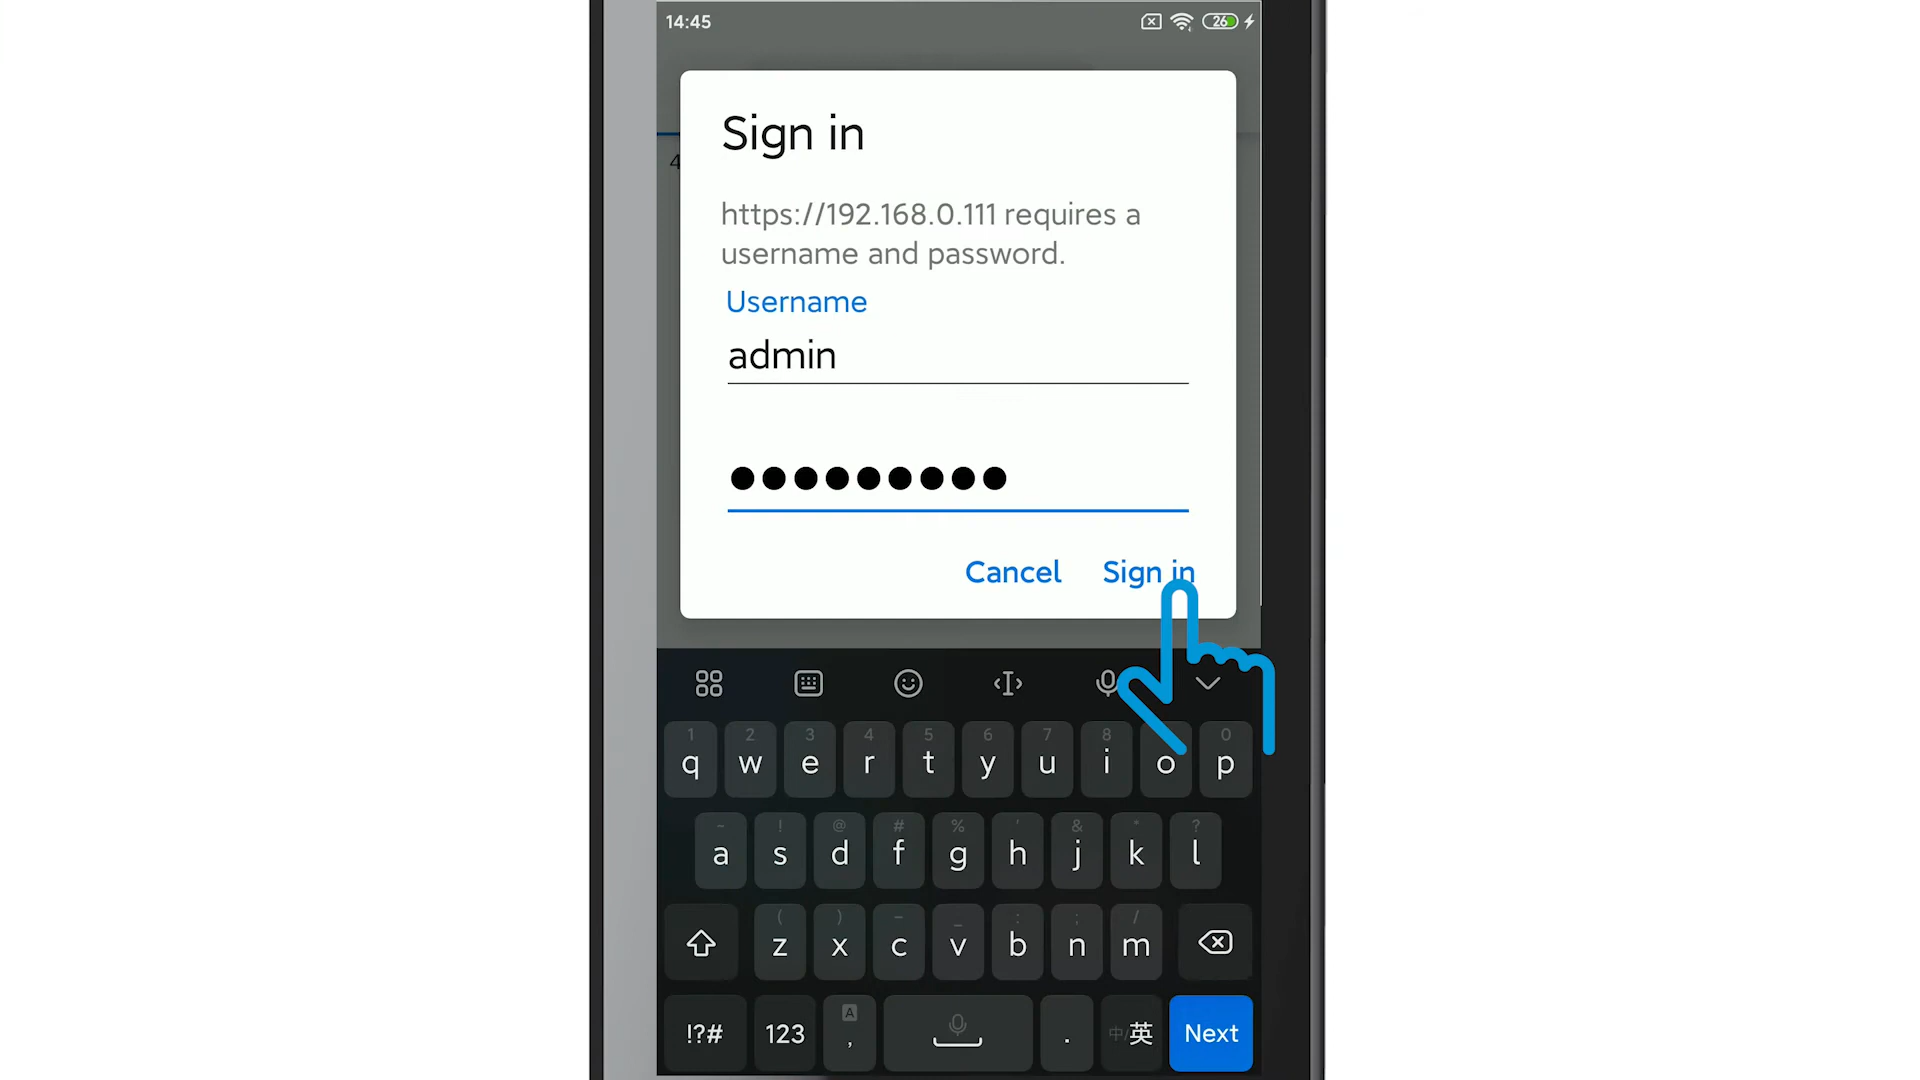 14:45
26
4
Sign in
https://192.168.0.111 requires a
username and password.
Username
admin
Cancel Sign in
1 2 3 4 5 6 7 8 0
q w e r t y u i o p
- ! @ # % ' & * ?
a s d f g h j k l
( ) - _ : ; /
z x c v b n m
!?# 123 A , . 中/英 Next